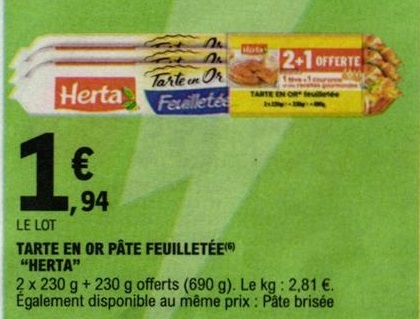 Herta
Tarte en Or
Feuilletée
Herta
2+1 OFFERTE
TARTE EN OR feuilletée
1 €
,94
LE LOT
TARTE EN OR PÂTE FEUILLETÉE(6)
“HERTA”
2 x 230 g + 230 g offerts (690 g). Le kg : 2,81 €.
Également disponible au même prix : Pâte brisée